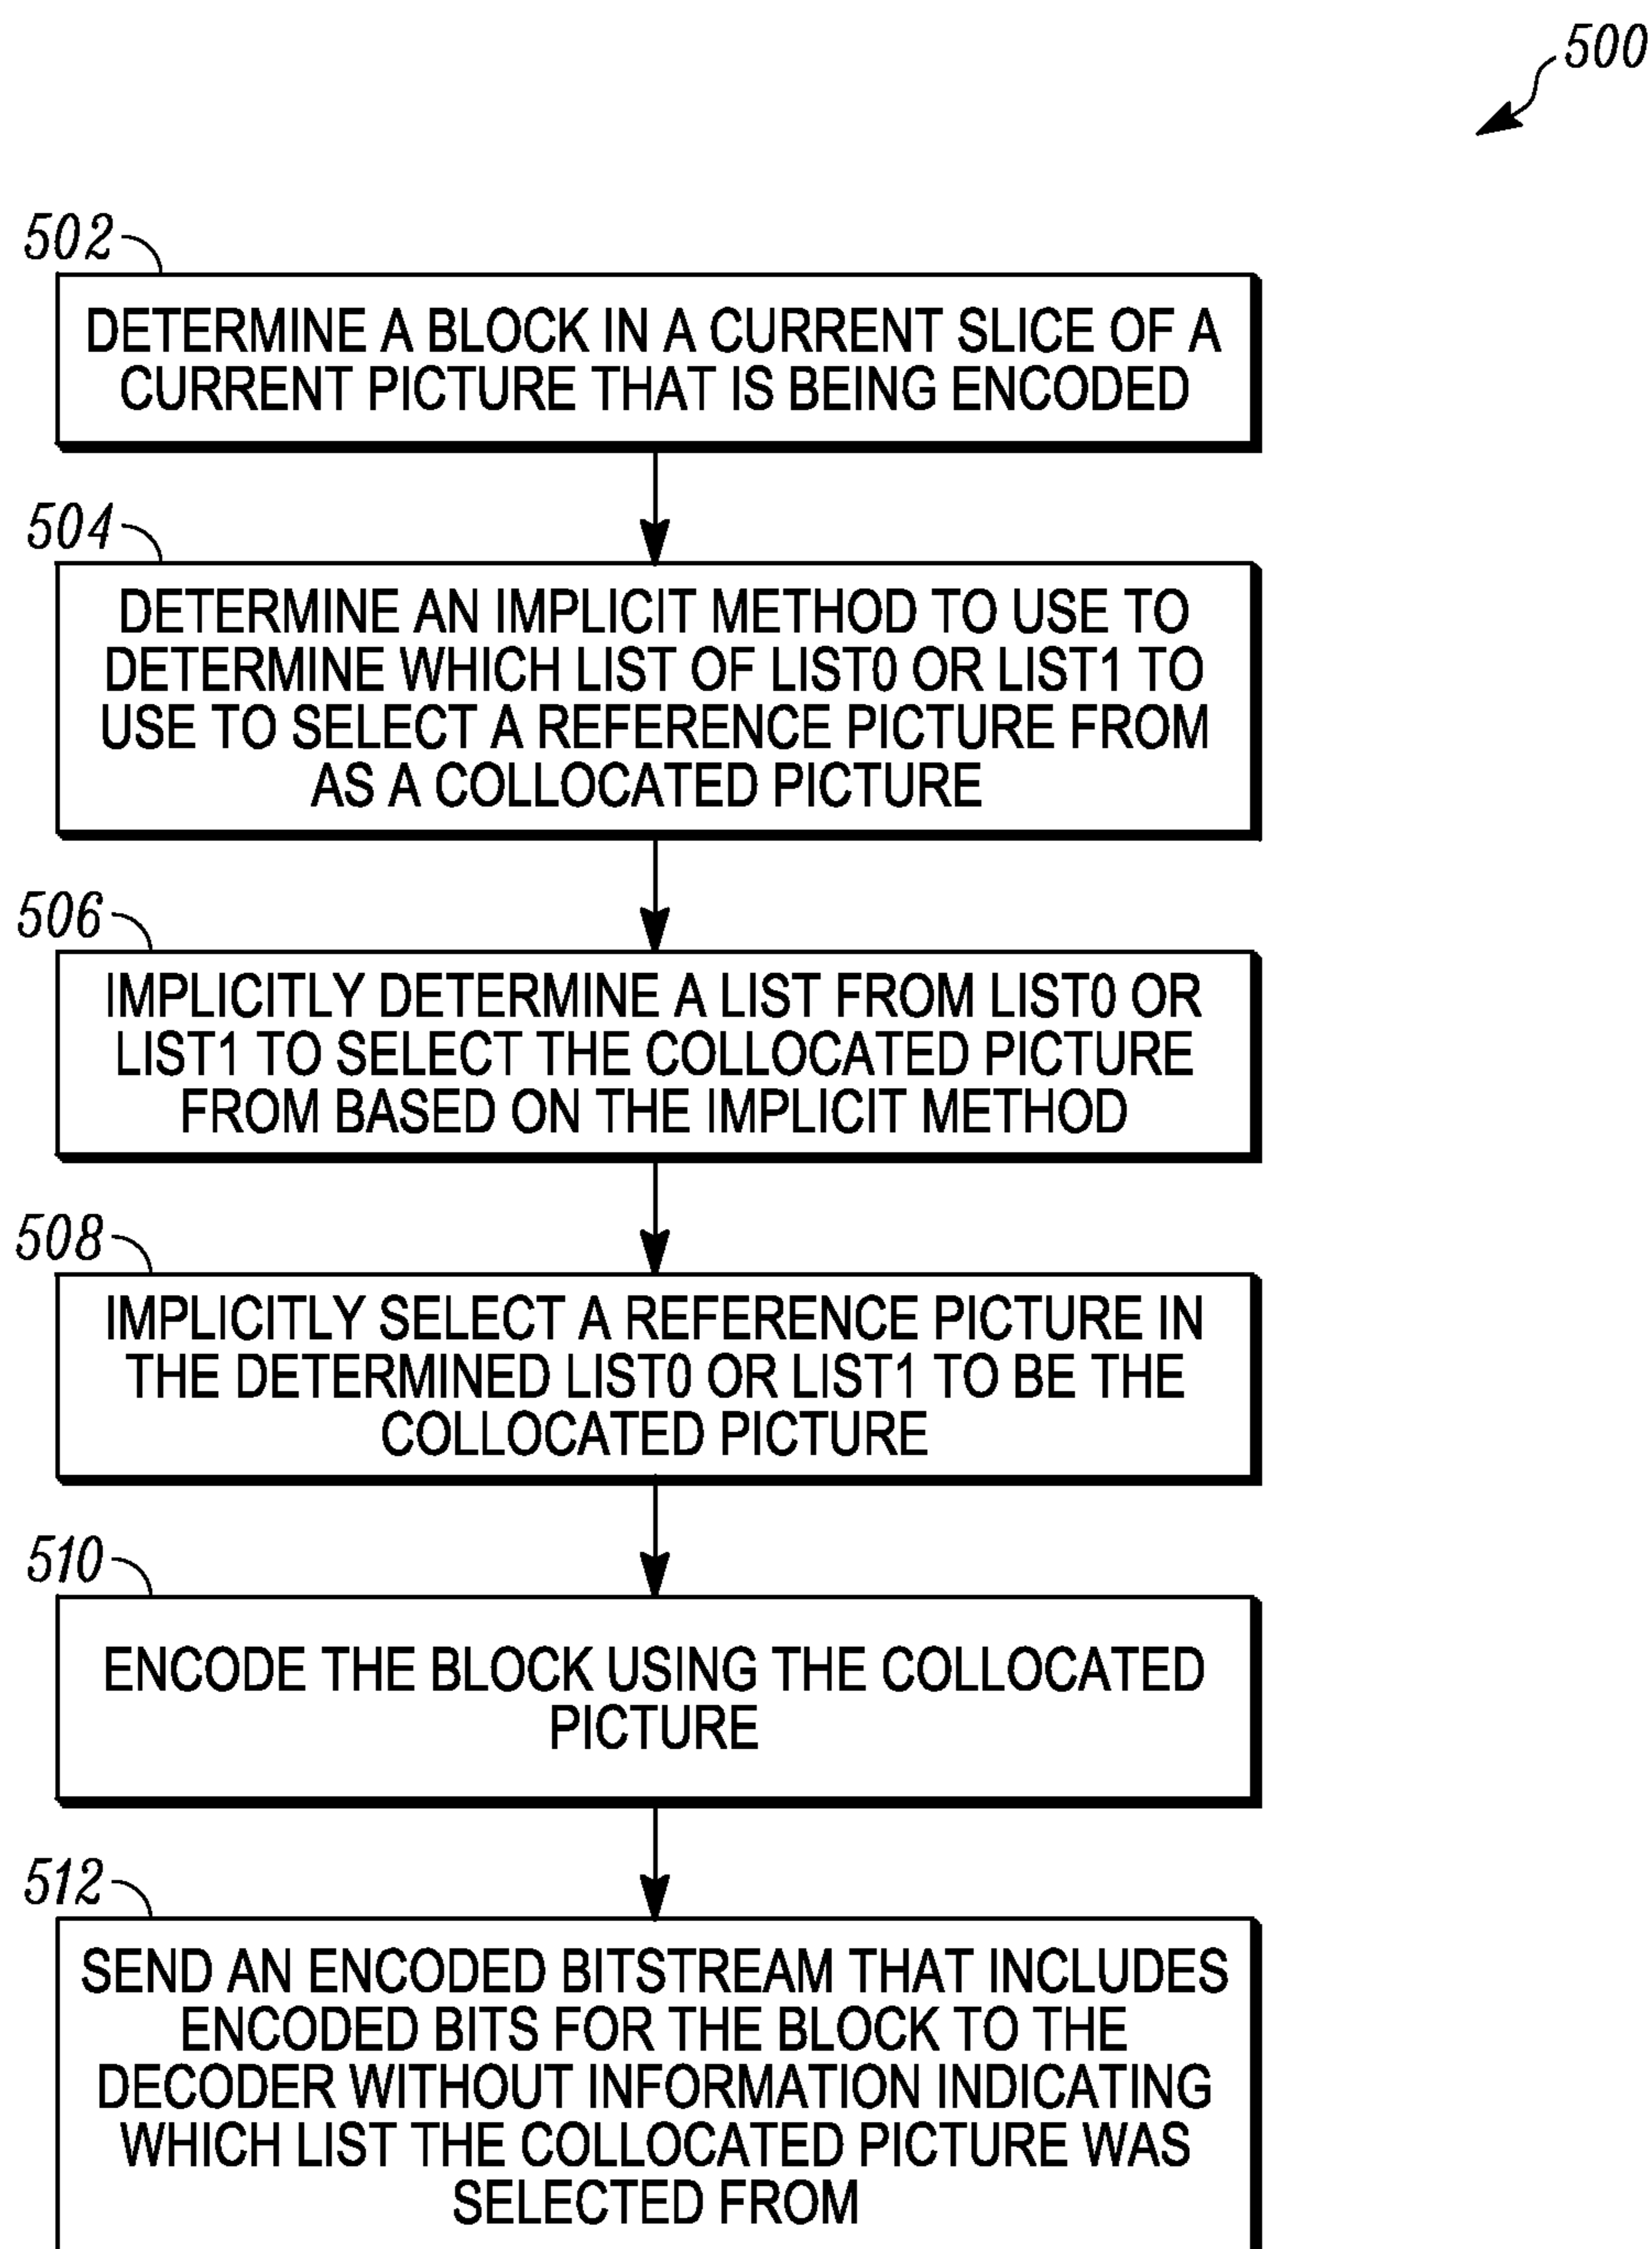 500
502
DETERMINE A BLOCK IN A CURRENT SLICE OF A
CURRENT PICTURE THAT IS BEING ENCODED
504
DETERMINE AN IMPLICIT METHOD TO USE TO
DETERMINE WHICH LIST OF LIST0 OR LIST1 TO
USE TO SELECT A REFERENCE PICTURE FROM
AS A COLLOCATED PICTURE
506
IMPLICITLY DETERMINE A LIST FROM LIST0 OR
LIST1 TO SELECT THE COLLOCATED PICTURE
FROM BASED ON THE IMPLICIT METHOD
508
IMPLICITLY SELECT A REFERENCE PICTURE IN
THE DETERMINED LIST0 OR LIST1 TO BE THE
COLLOCATED PICTURE
510
ENCODE THE BLOCK USING THE COLLOCATED
PICTURE
512
SEND AN ENCODED BITSTREAM THAT INCLUDES
ENCODED BITS FOR THE BLOCK TO THE
DECODER WITHOUT INFORMATION INDICATING
WHICH LIST THE COLLOCATED PICTURE WAS
SELECTED FROM